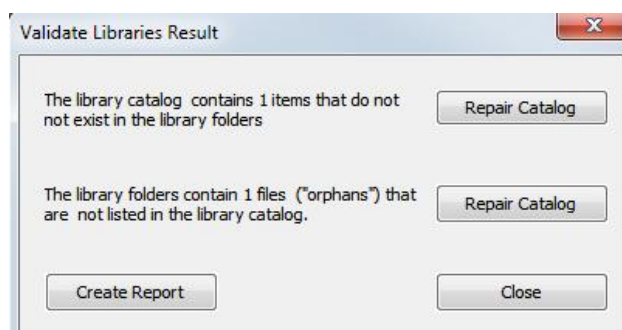 Validate Libraries Result
The library catalog contains 1 items that do not
not exist in the library folders
Repair Catalog
The library folders contain 1 files ("orphans") that
are not listed in the library catalog.
Repair Catalog
Create Report
Close